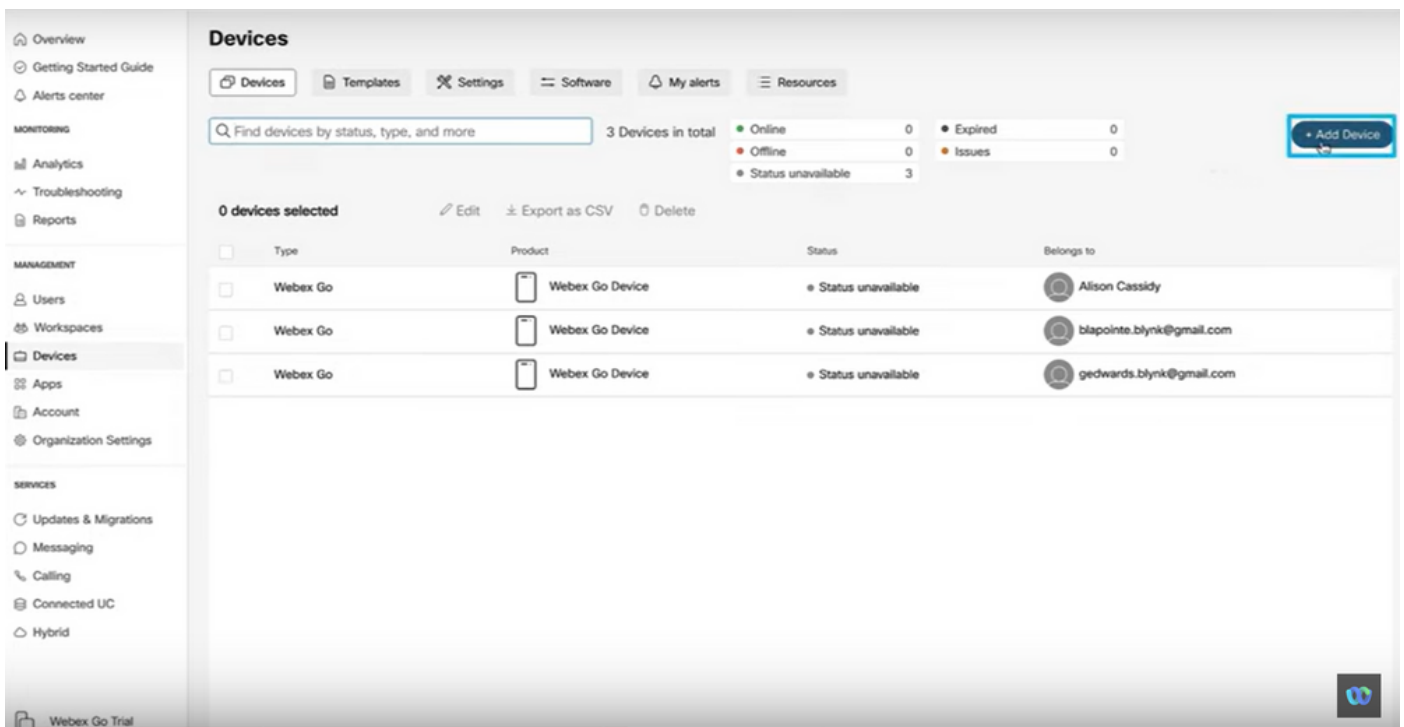 Overview
Getting Started Guide
Alerts center
MONITORING
Analytics
Troubleshooting
Reports
MANAGEMENT
Users
Workspaces
Devices
Apps
Account
Organization Settings
SERVICES
Updates & Migrations
Messaging
Calling
Connected UC
Hybrid
Webex Go Trial
Devices
Devices Templates Settings Software My alerts Resources
Find devices by status, type, and more
3 Devices in total
Online 0 Expired 0
Offline 0 Issues 0
Status unavailable 3
+ Add Device
0 devices selected Edit Export as CSV Delete
Type Product Status Belongs to
Webex Go Webex Go Device Status unavailable Alison Cassidy
Webex Go Webex Go Device Status unavailable blapointe.blynk@gmail.com
Webex Go Webex Go Device Status unavailable gedwards.blynk@gmail.com